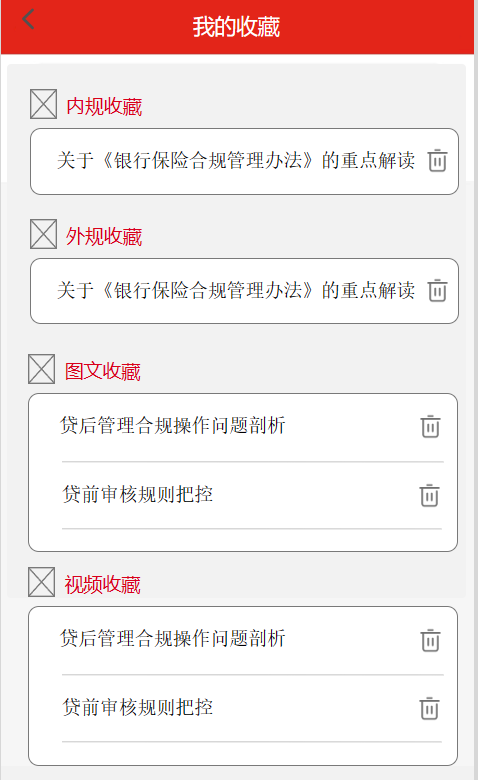 我的收藏
内规收藏
关于《银行保险合规管理办法》的重点解读
外规收藏
关于《银行保险合规管理办法》的重点解读
图文收藏
贷后管理合规操作问题剖析
贷前审核规则把控
视频收藏
贷后管理合规操作问题剖析
贷前审核规则把控